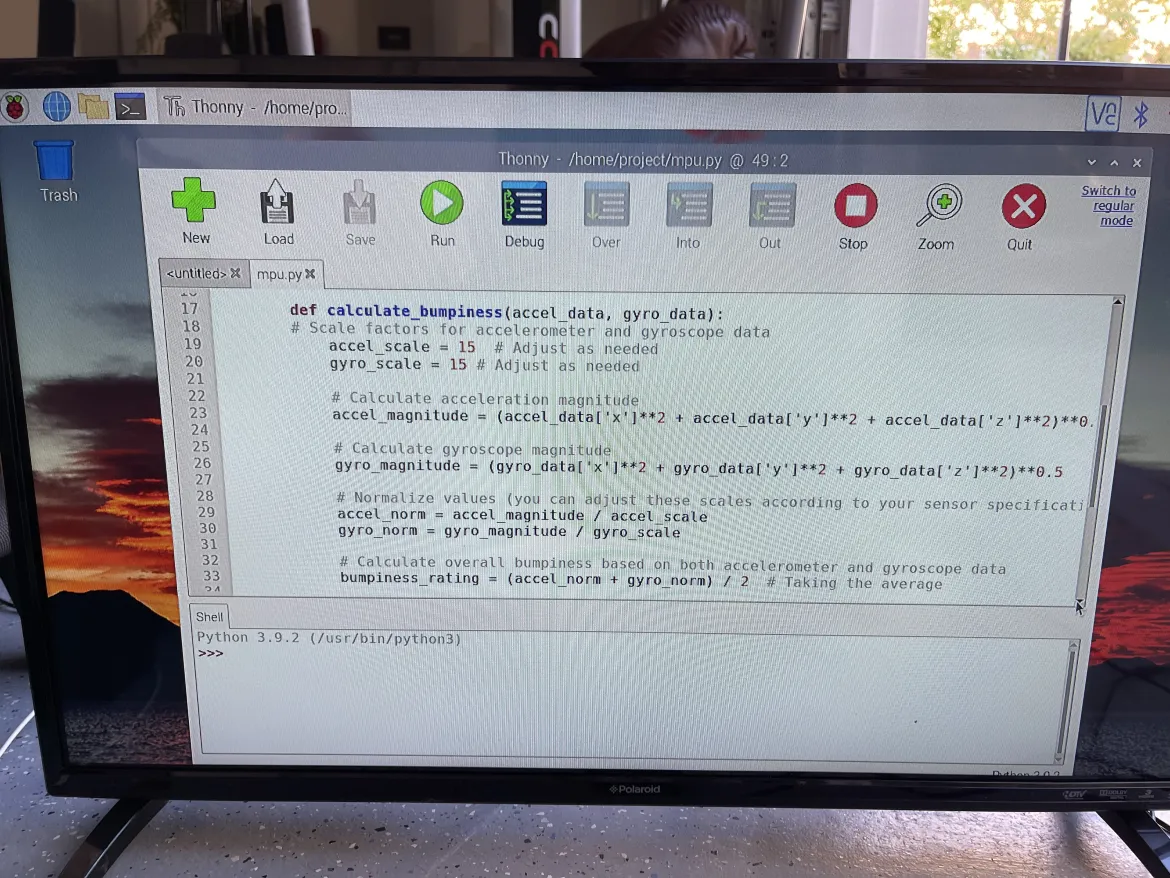 Thonny - /home/pro...
VC
Thonny - /home/project/mpu.py @ 49:2
Trash
New
Load
Save
Run
Debug
Over
Into
Out
Stop
Zoom
Quit
Switch to
regular
mode
<untitled>
mpu.py
17 def calculate_bumpiness(accel_data, gyro_data):
18 # Scale factors for accelerometer and gyroscope data
19 accel_scale = 15 # Adjust as needed
20 gyro_scale = 15 # Adjust as needed
21
22 # Calculate acceleration magnitude
23 accel_magnitude = (accel_data['x']**2 + accel_data['y']**2 + accel_data['z']**2)**0.
24
25 # Calculate gyroscope magnitude
26 gyro_magnitude = (gyro_data['x']**2 + gyro_data['y']**2 + gyro_data['z']**2)**0.5
27
28 # Normalize values (you can adjust these scales according to your sensor specificati
29 accel_norm = accel_magnitude / accel_scale
30 gyro_norm = gyro_magnitude / gyro_scale
31
32 # Calculate overall bumpiness based on both accelerometer and gyroscope data
33 bumpiness_rating = (accel_norm + gyro_norm) / 2 # Taking the average
Shell
Python 3.9.2 (/usr/bin/python3)
>>>
Polaroid